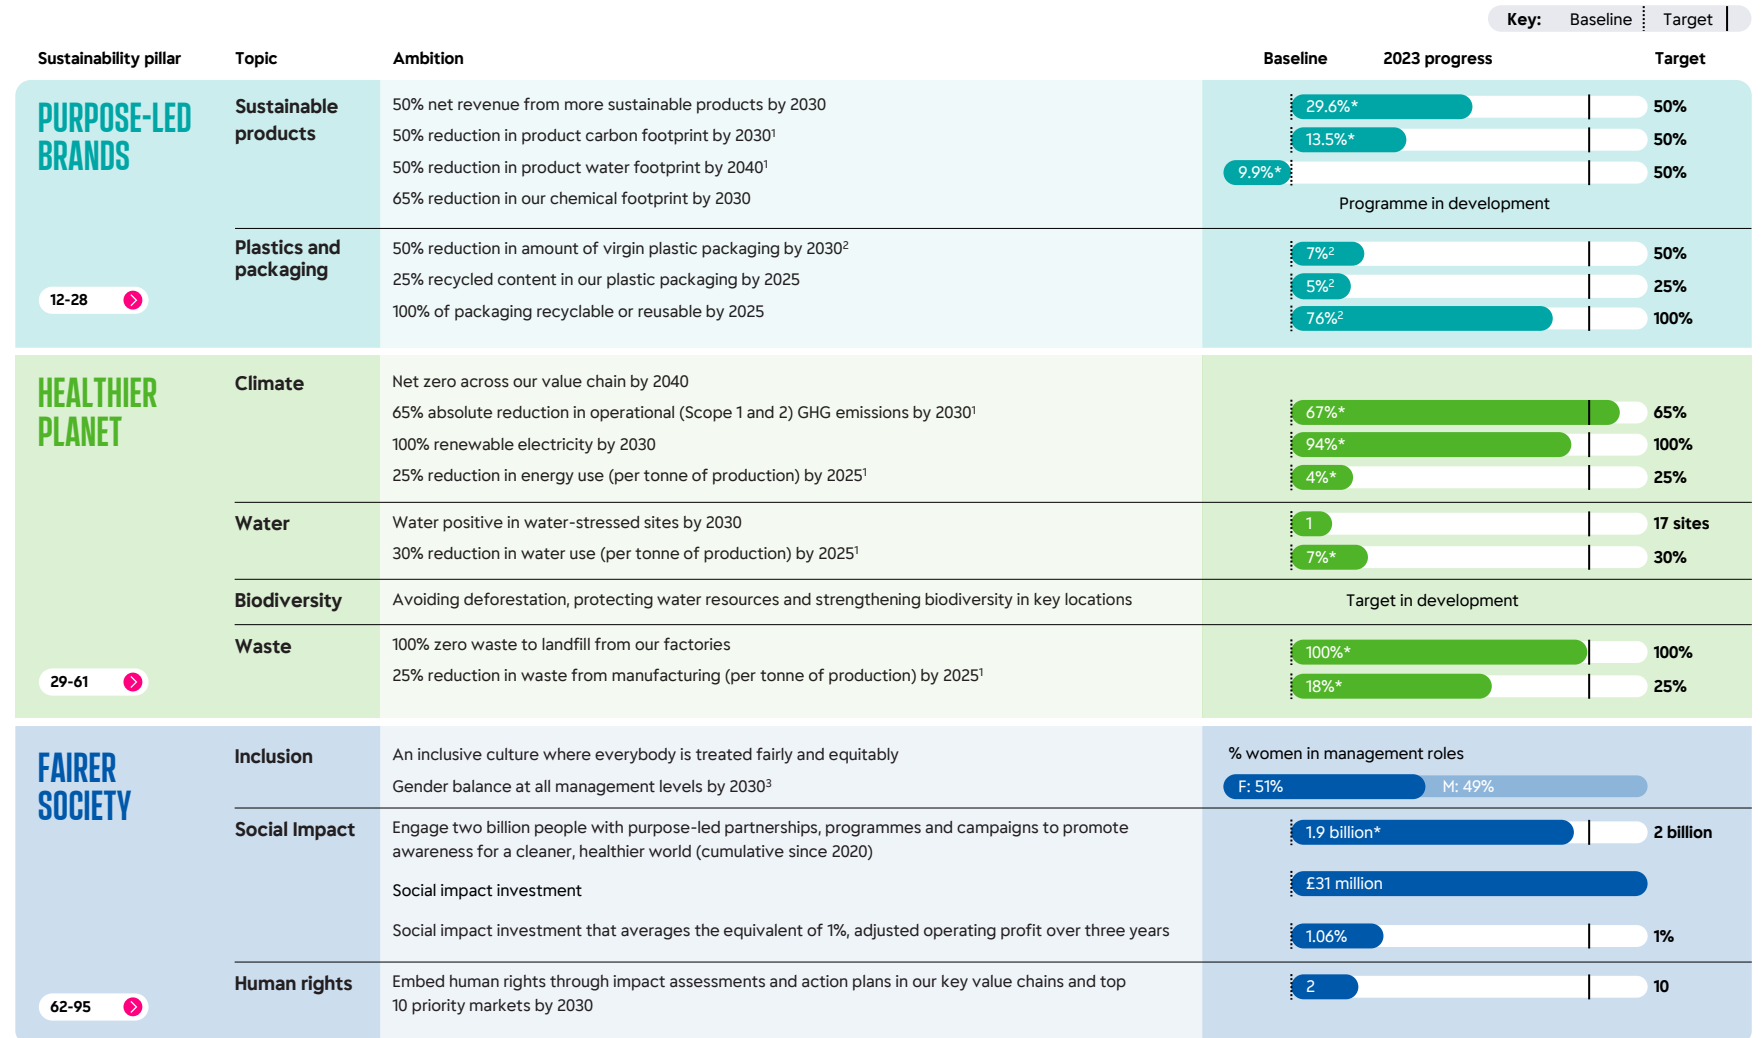 Key: Baseline Target
Sustainability pillar Topic Ambition Baseline 2023 progress Target
PURPOSE-LED
BRANDS
Sustainable
products
50% net revenue from more sustainable products by 2030 29.6%* 50%
50% reduction in product carbon footprint by 2030¹ 13.5%* 50%
50% reduction in product water footprint by 2040¹ 9.9%* 50%
65% reduction in our chemical footprint by 2030 Programme in development
Plastics and
packaging
50% reduction in amount of virgin plastic packaging by 2030² 7%² 50%
25% recycled content in our plastic packaging by 2025 5%² 25%
100% of packaging recyclable or reusable by 2025 76%² 100%
12-28
HEALTHIER
PLANET
Climate
Net zero across our value chain by 2040
65% absolute reduction in operational (Scope 1 and 2) GHG emissions by 2030¹ 67%* 65%
100% renewable electricity by 2030 94%* 100%
25% reduction in energy use (per tonne of production) by 2025¹ 4%* 25%
Water
Water positive in water-stressed sites by 2030 1 17 sites
30% reduction in water use (per tonne of production) by 2025¹ 7%* 30%
Biodiversity
Avoiding deforestation, protecting water resources and strengthening biodiversity in key locations Target in development
Waste
100% zero waste to landfill from our factories 100%* 100%
25% reduction in waste from manufacturing (per tonne of production) by 2025¹ 18%* 25%
29-61
FAIRER
SOCIETY
Inclusion
An inclusive culture where everybody is treated fairly and equitably % women in management roles
Gender balance at all management levels by 2030³ F: 51% M: 49%
Social Impact
Engage two billion people with purpose-led partnerships, programmes and campaigns to promote 1.9 billion* 2 billion
awareness for a cleaner, healthier world (cumulative since 2020)
Social impact investment £31 million
Social impact investment that averages the equivalent of 1%, adjusted operating profit over three years 1.06% 1%
Human rights
Embed human rights through impact assessments and action plans in our key value chains and top 2 10
10 priority markets by 2030
62-95